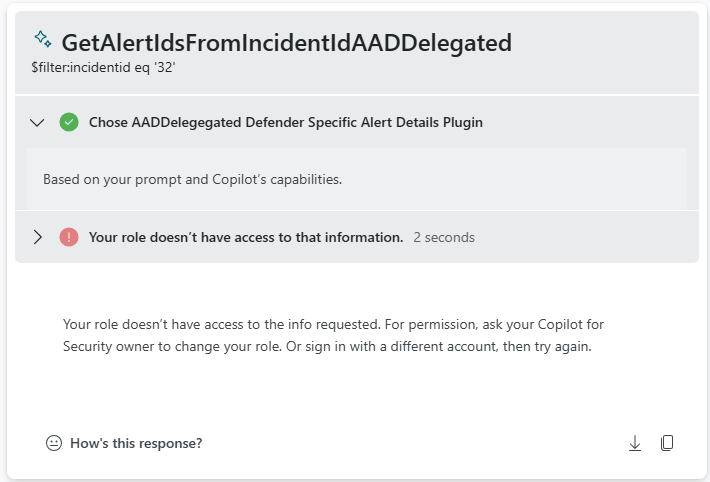 GetAlertIdsFromIncidentIdAADDelegated
$filter:incidentid eq '32'
Chose AADDelegegated Defender Specific Alert Details Plugin
Based on your prompt and Copilot's capabilities.
Your role doesn't have access to that information. 2 seconds
Your role doesn't have access to the info requested. For permission, ask your Copilot for
Security owner to change your role. Or sign in with a different account, then try again.
How's this response?